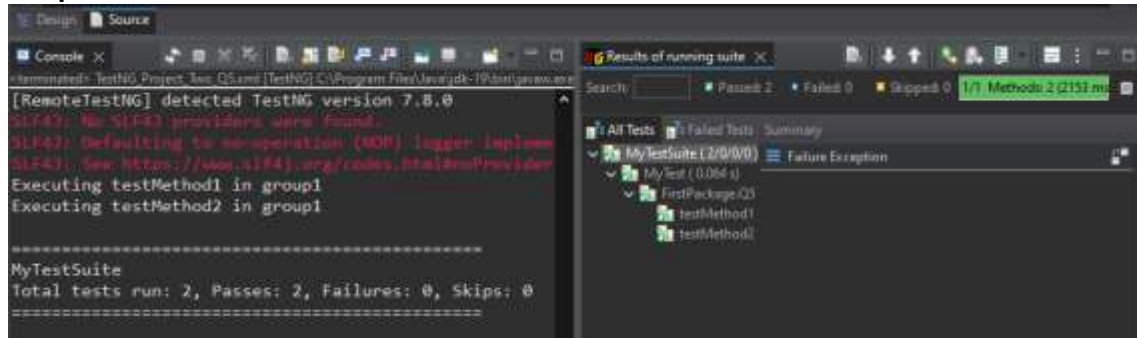 Design Source
Console
<terminated> TestNG_Project_Two_Q5.xml [TestNG] C:\Program Files\Java\jdk-19\bin\javaw.exe
[RemoteTestNG] detected TestNG version 7.8.0
SLF4J: No SLF4J providers were found.
SLF4J: Defaulting to no-operation (NOP) logger impleme
SLF4J: See https://www.slf4j.org/codes.html#noProvider
Executing testMethod1 in group1
Executing testMethod2 in group1
===============================================
MyTestSuite
Total tests run: 2, Passes: 2, Failures: 0, Skips: 0
===============================================
Results of running suite
Search: Passed: 2 Failed: 0 Skipped: 0 1/1 Methods: 2 (2153 ms
All Tests Failed Tests Summary
MyTestSuite ( 2/0/0/0 ) Failure Exception
MyTest ( 0.064 s)
FirstPackage.Q5
testMethod1
testMethod2